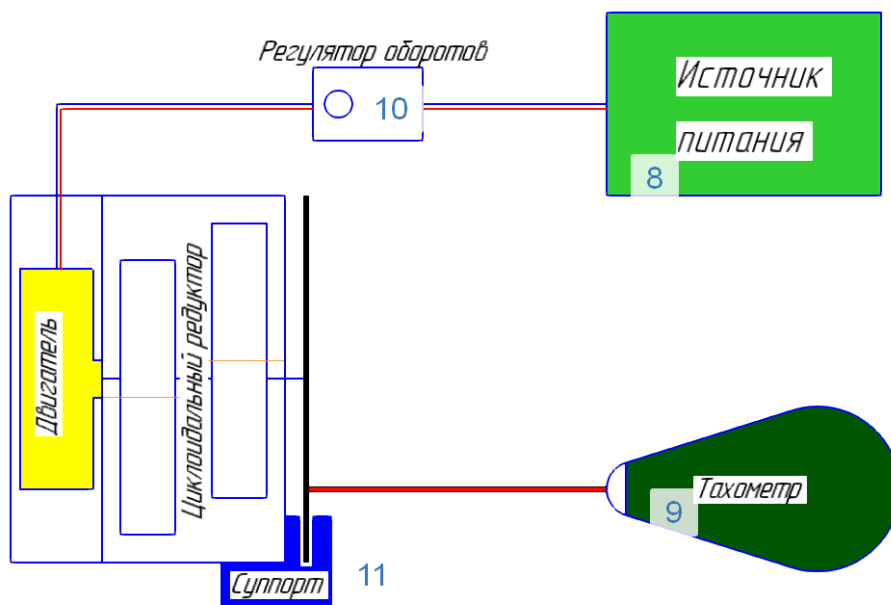 Регулятор оборотов
10
Источник
питания
8
Двигатель
Циклоидальный редуктор
Тахометр
9
Суппорт
11